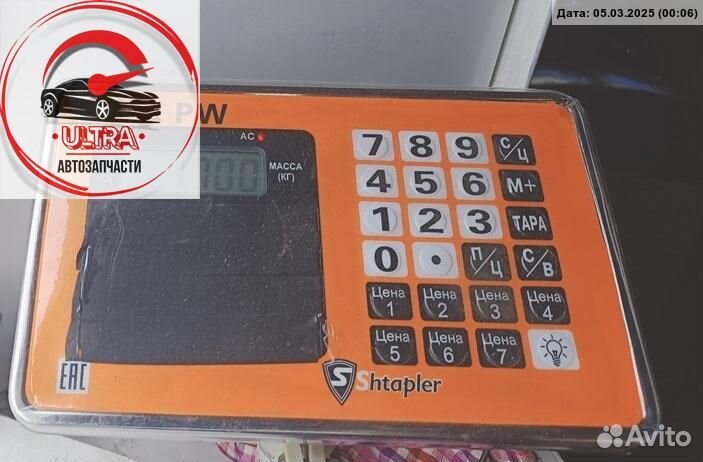 Дата: 05.03.2025 (00:06)
ULTRA
АВТОЗАПЧАСТИ
PW
AC
МАССА
(КГ)
7 8 9 С/Ц
4 5 6 М+
1 2 3 ТАРА
0 • П/Ц С/В
Цена 1 Цена 2 Цена 3 Цена 4
Цена 5 Цена 6 Цена 7
EAC
S Shtapler
Avito